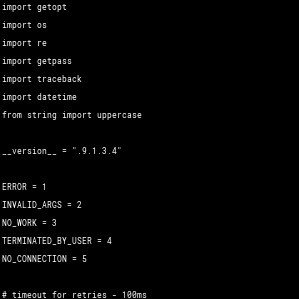 import getopt
import os
import re
import getpass
import traceback
import datetime
from string import uppercase
__version__ = ".9.1.3.4"
ERROR = 1
INVALID_ARGS = 2
NO_WORK = 3
TERMINATED_BY_USER = 4
NO_CONNECTION = 5
# timeout for retries - 100ms